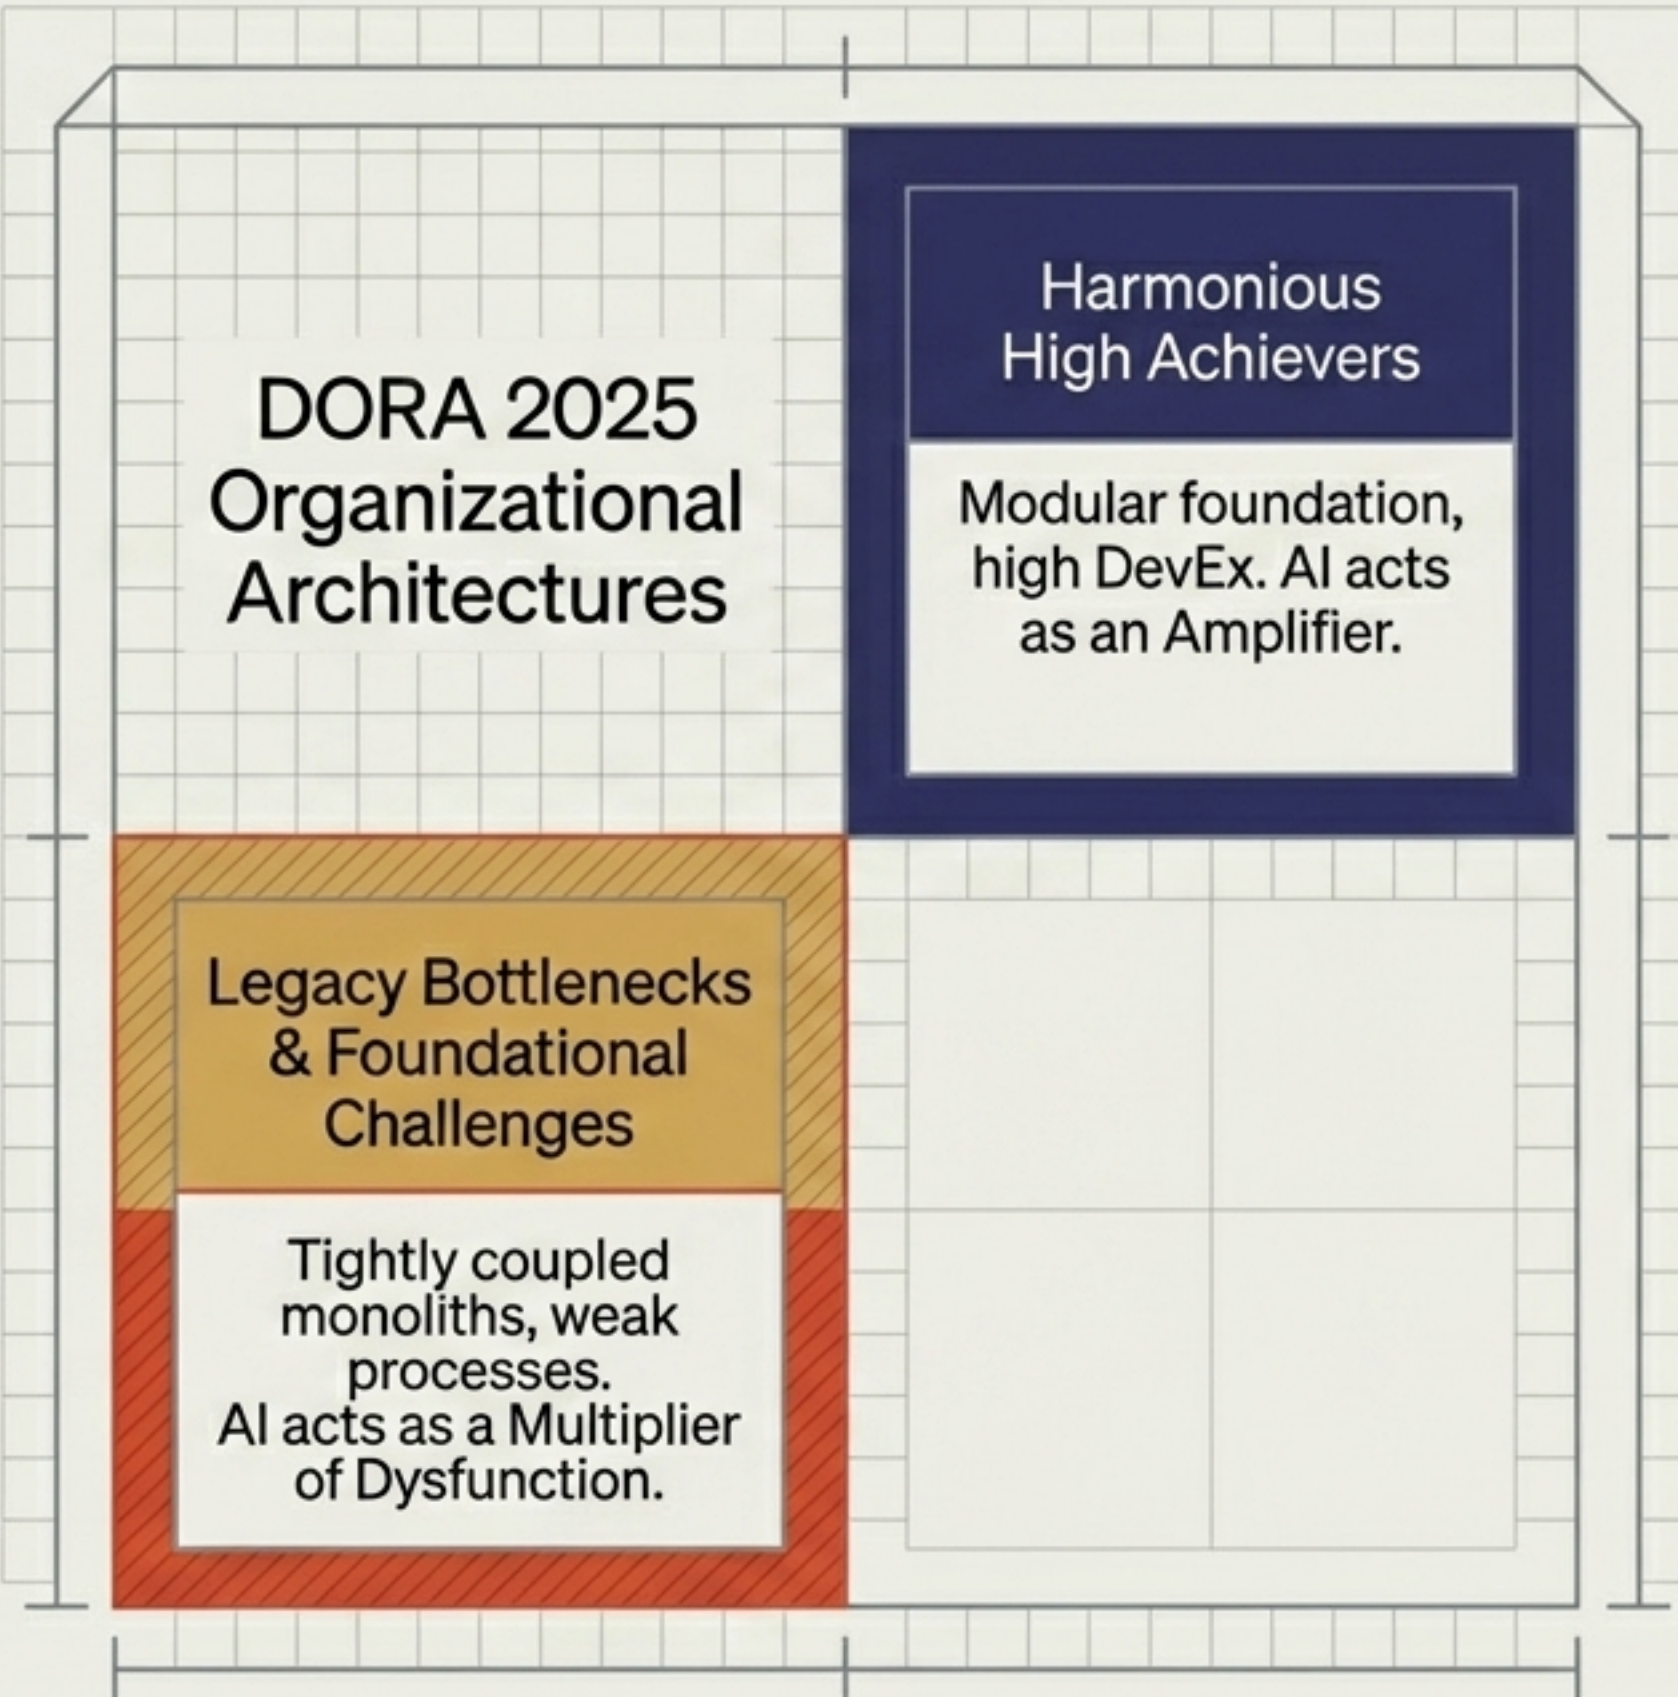 DORA 2025
Organizational
Architectures
Harmonious
High Achievers
Modular foundation,
high DevEx. AI acts
as an Amplifier.
Legacy Bottlenecks
& Foundational
Challenges
Tightly coupled
monoliths, weak
processes.
AI acts as a Multiplier
of Dysfunction.